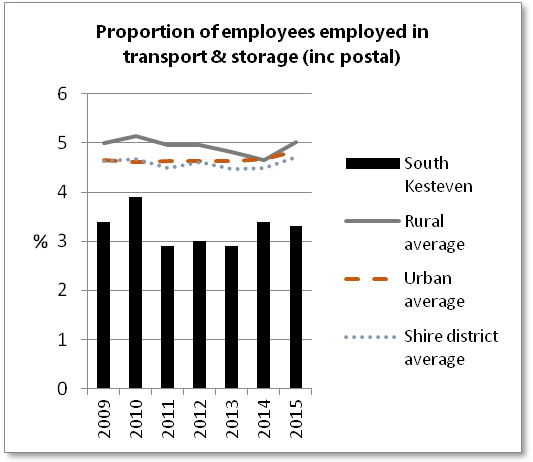 Proportion of employees employed in
transport & storage (inc postal)
6
5
4
3
2
1
0
%
2009
2010
2011
2012
2013
2014
2015
South
Kesteven
Rural
average
Urban
average
Shire district
average